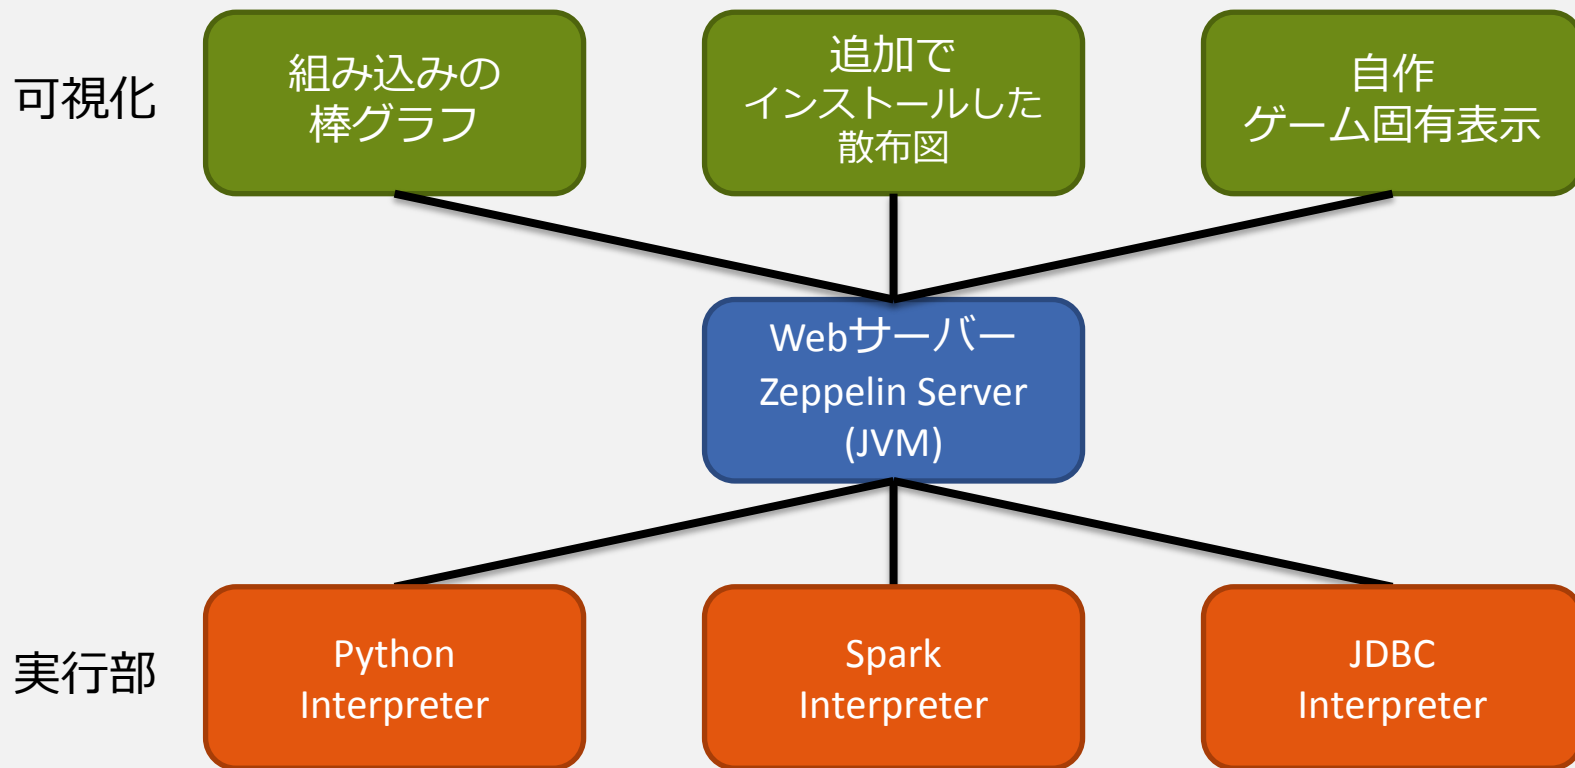 可視化
組み込みの
棒グラフ
追加で
インストールした
散布図
自作
ゲーム固有表示
Webサーバー
Zeppelin Server
(JVM)
実行部
Python
Interpreter
Spark
Interpreter
JDBC
Interpreter